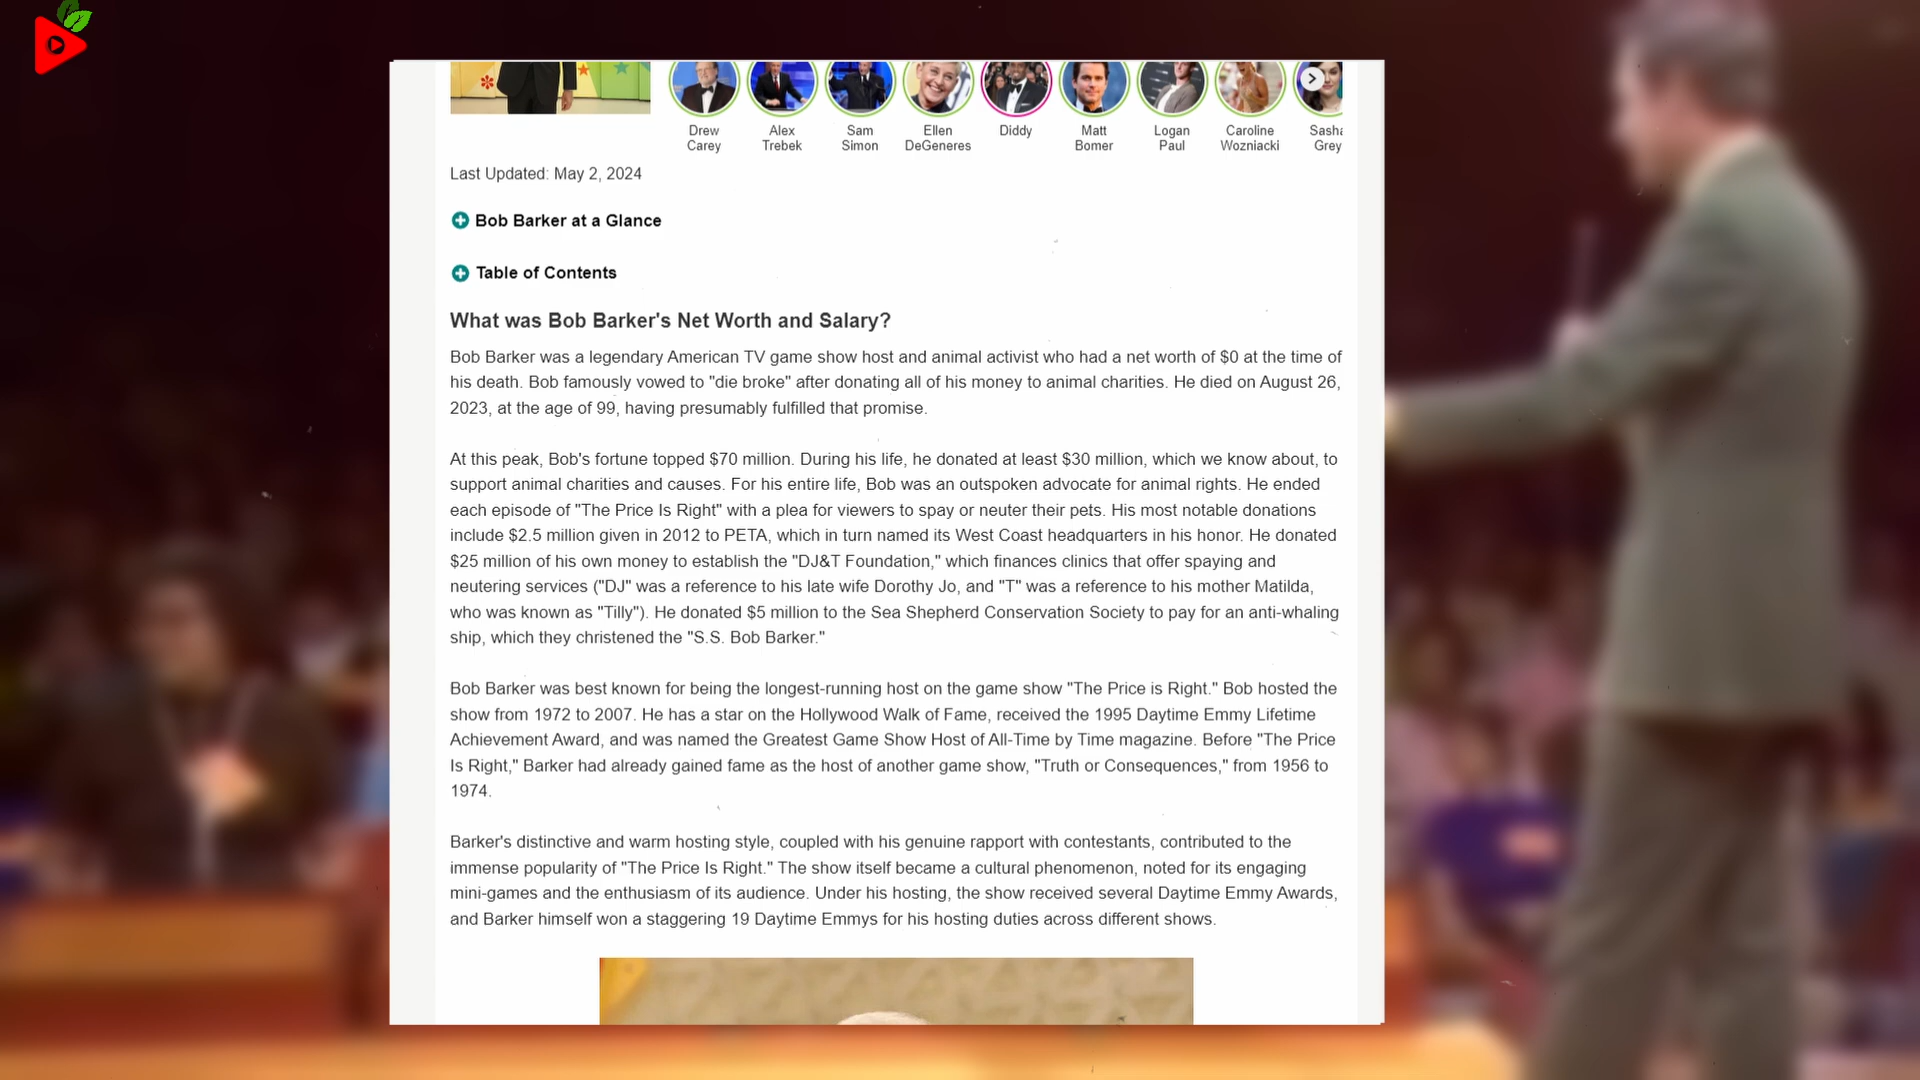 Drew Carey
Alex Trebek
Sam Simon
Ellen DeGeneres
Diddy
Matt Bomer
Logan Paul
Caroline Wozniacki
Sasha Grey
Last Updated: May 2, 2024
Bob Barker at a Glance
Table of Contents
What was Bob Barker's Net Worth and Salary?
Bob Barker was a legendary American TV game show host and animal activist who had a net worth of $0 at the time of
his death. Bob famously vowed to "die broke" after donating all of his money to animal charities. He died on August 26,
2023, at the age of 99, having presumably fulfilled that promise.
At this peak, Bob's fortune topped $70 million. During his life, he donated at least $30 million, which we know about, to
support animal charities and causes. For his entire life, Bob was an outspoken advocate for animal rights. He ended
each episode of "The Price Is Right" with a plea for viewers to spay or neuter their pets. His most notable donations
include $2.5 million given in 2012 to PETA, which in turn named its West Coast headquarters in his honor. He donated
$25 million of his own money to establish the "DJ&T Foundation," which finances clinics that offer spaying and
neutering services ("DJ" was a reference to his late wife Dorothy Jo, and "T" was a reference to his mother Matilda,
who was known as "Tilly"). He donated $5 million to the Sea Shepherd Conservation Society to pay for an anti-whaling
ship, which they christened the "S.S. Bob Barker."
Bob Barker was best known for being the longest-running host on the game show "The Price is Right." Bob hosted the
show from 1972 to 2007. He has a star on the Hollywood Walk of Fame, received the 1995 Daytime Emmy Lifetime
Achievement Award, and was named the Greatest Game Show Host of All-Time by Time magazine. Before "The Price
Is Right," Barker had already gained fame as the host of another game show, "Truth or Consequences," from 1956 to
1974.
Barker's distinctive and warm hosting style, coupled with his genuine rapport with contestants, contributed to the
immense popularity of "The Price Is Right." The show itself became a cultural phenomenon, noted for its engaging
mini-games and the enthusiasm of its audience. Under his hosting, the show received several Daytime Emmy Awards,
and Barker himself won a staggering 19 Daytime Emmys for his hosting duties across different shows.